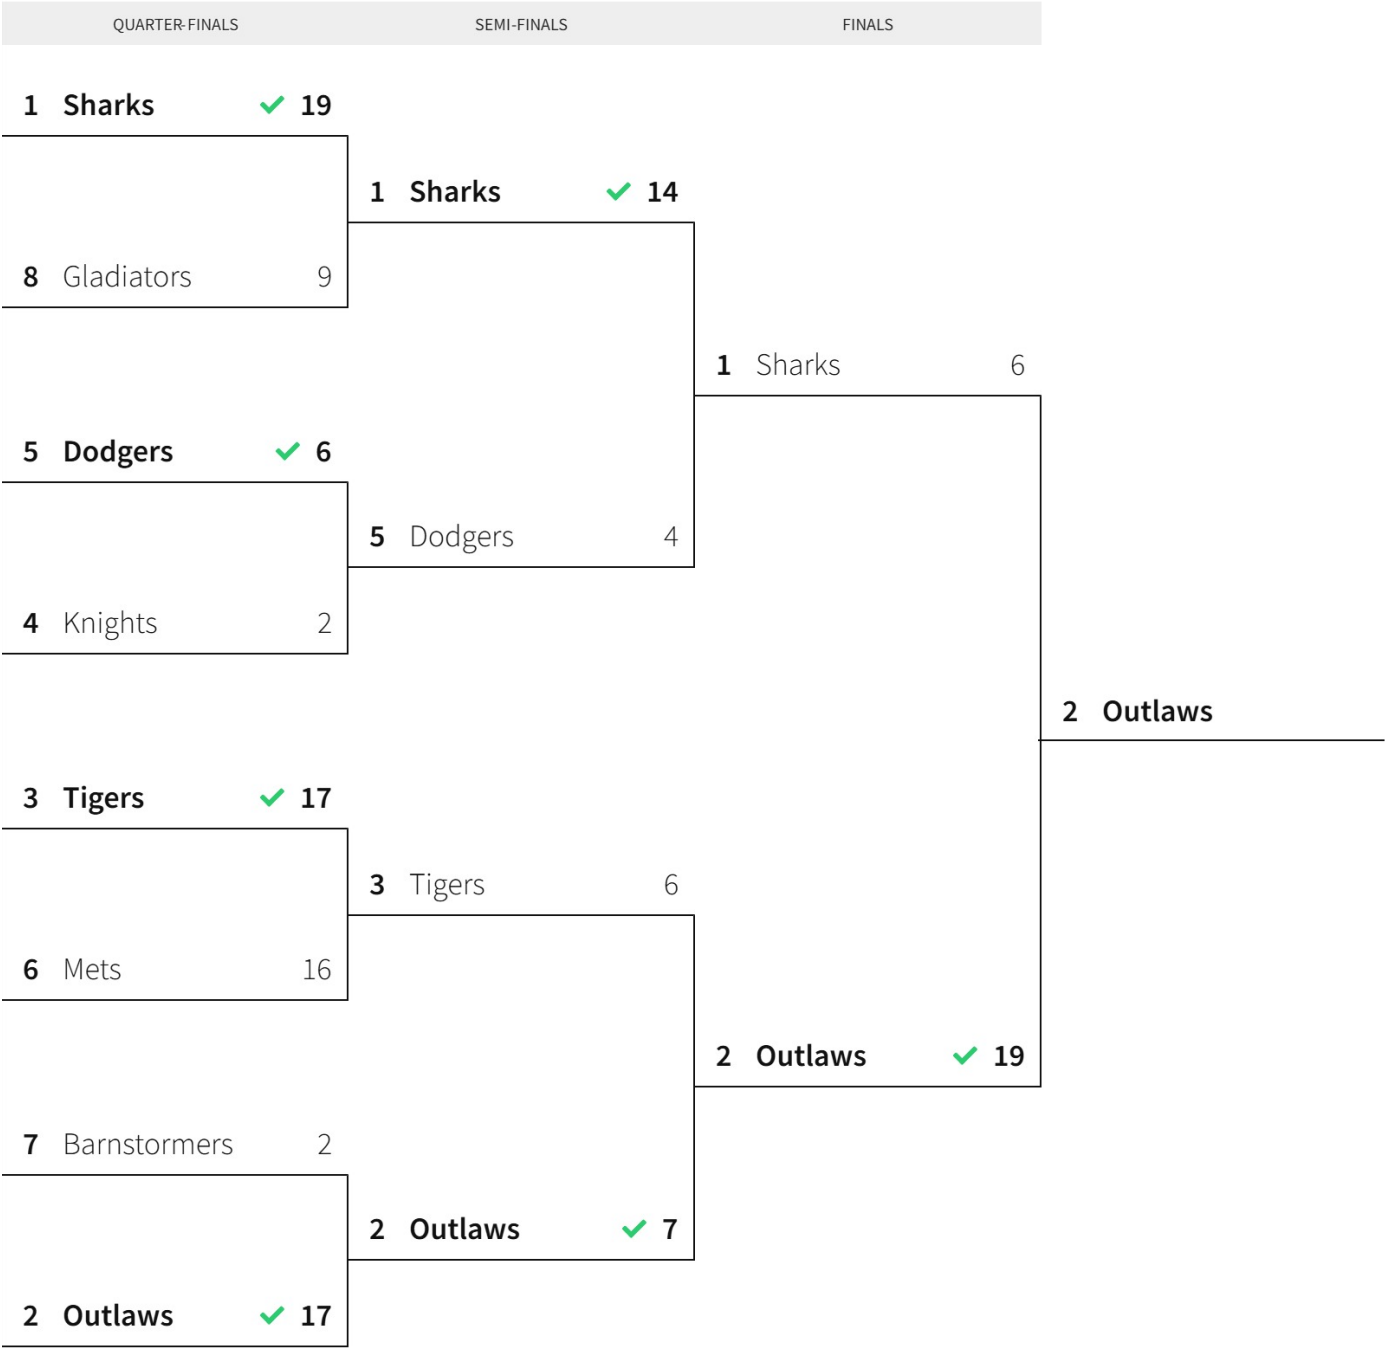 QUARTER-FINALS SEMI-FINALS FINALS
1 Sharks 19
1 Sharks 14
8 Gladiators 9
1 Sharks 6
5 Dodgers 6
5 Dodgers 4
4 Knights 2
2 Outlaws
3 Tigers 17
3 Tigers 6
6 Mets 16
2 Outlaws 19
7 Barnstormers 2
2 Outlaws 7
2 Outlaws 17